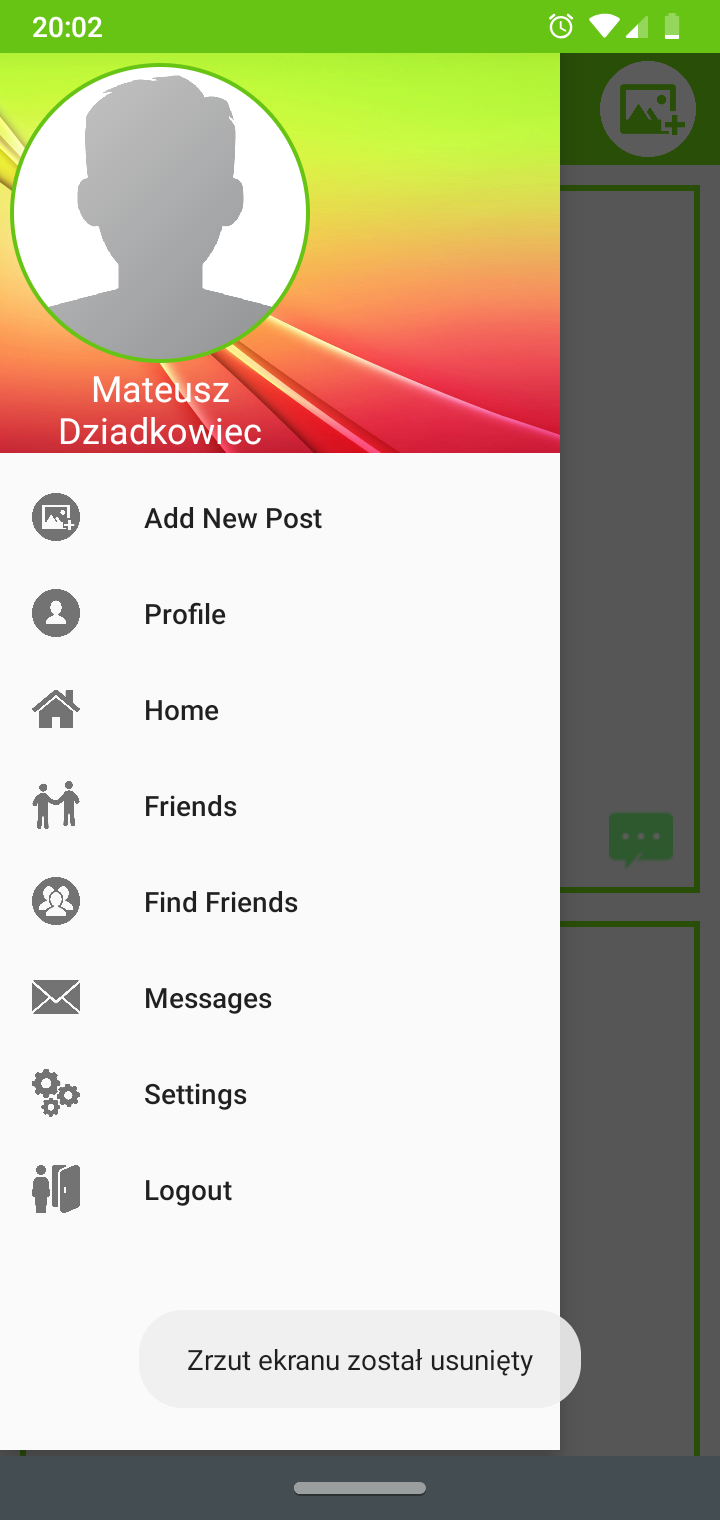 20:02
Mateusz
Dziadkowiec
Add New Post
Profile
Home
Friends
Find Friends
Messages
Settings
Logout
Zrzut ekranu został usunięty